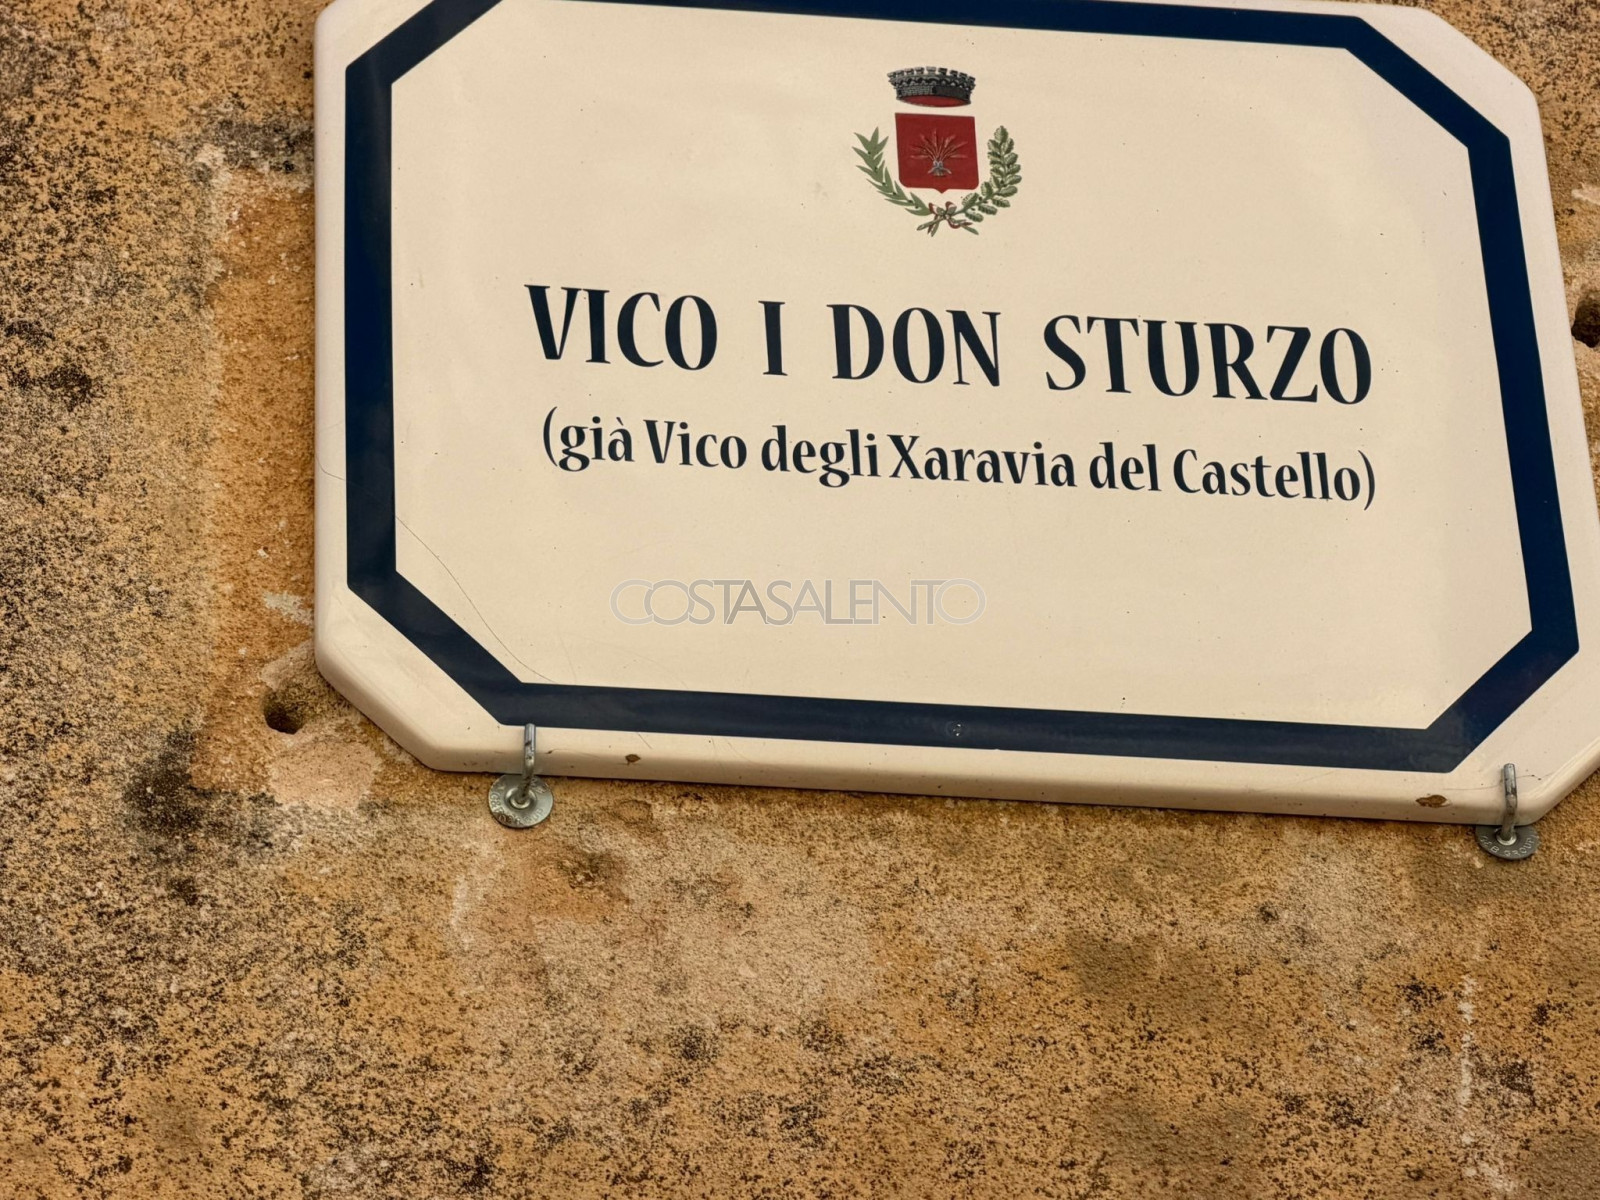 VICO I DON STURZO
(già Vico degli Xaravia del Castello)
COSTASALENTO